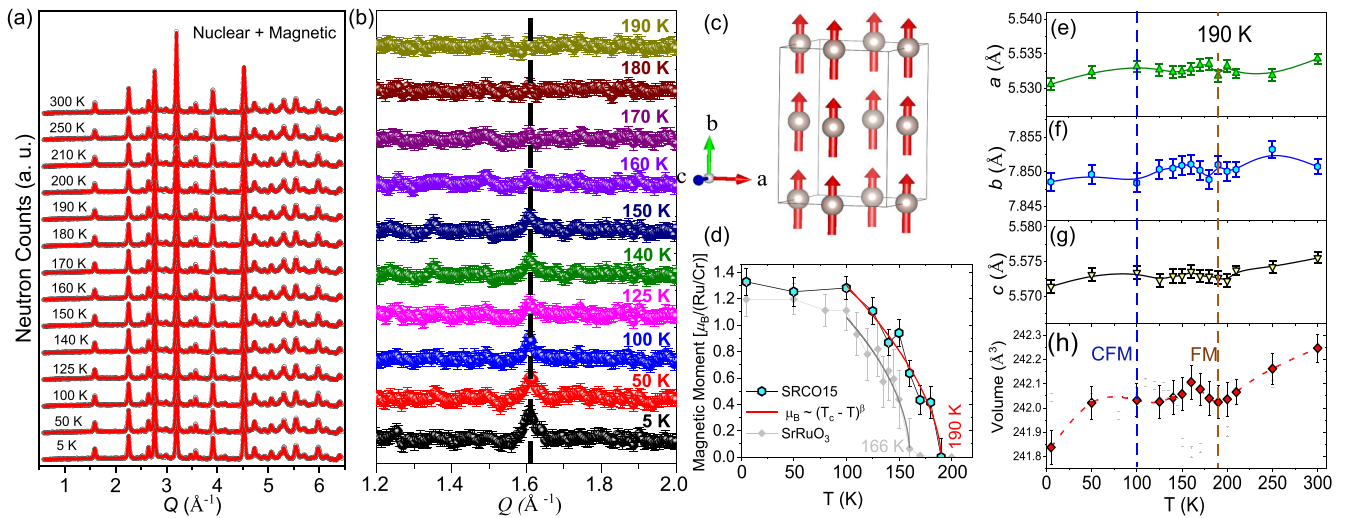 (a)
Nuclear + Magnetic
300 K
250 K
210 K
200 K
190 K
180 K
170 K
160 K
150 K
140 K
125 K
100 K
50 K
5 K
Neutron Counts (a. u.)
1 2 3 4 5 6
Q (Å⁻¹)
(b)
190 K
180 K
170 K
160 K
150 K
140 K
125 K
100 K
50 K
5 K
1.2 1.4 1.6 1.8 2.0
Q (Å⁻¹)
(c)
b
c
a
(d)
Magnetic Moment [μB/(Ru/Cr)]
1.4
1.2
1.0
0.8
0.6
0.4
0.2
0.0
SRCO15
μB ~ (Tc - T)^β
SrRuO₃
166 K
190 K
0 50 100 150 200
T (K)
(e)
190 K
a (Å)
5.540
5.535
5.530
(f)
b (Å)
7.855
7.850
7.845
(g)
c (Å)
5.580
5.575
5.570
(h)
CFM
FM
Volume (Å³)
242.3
242.2
242.1
242.0
241.9
241.8
0 50 100 150 200 250 300
T (K)